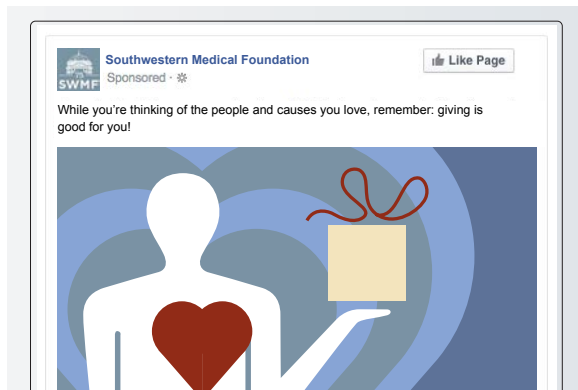 Southwestern Medical Foundation
Like Page
SWMF
Sponsored ·
While you’re thinking of the people and causes you love, remember: giving is
good for you!